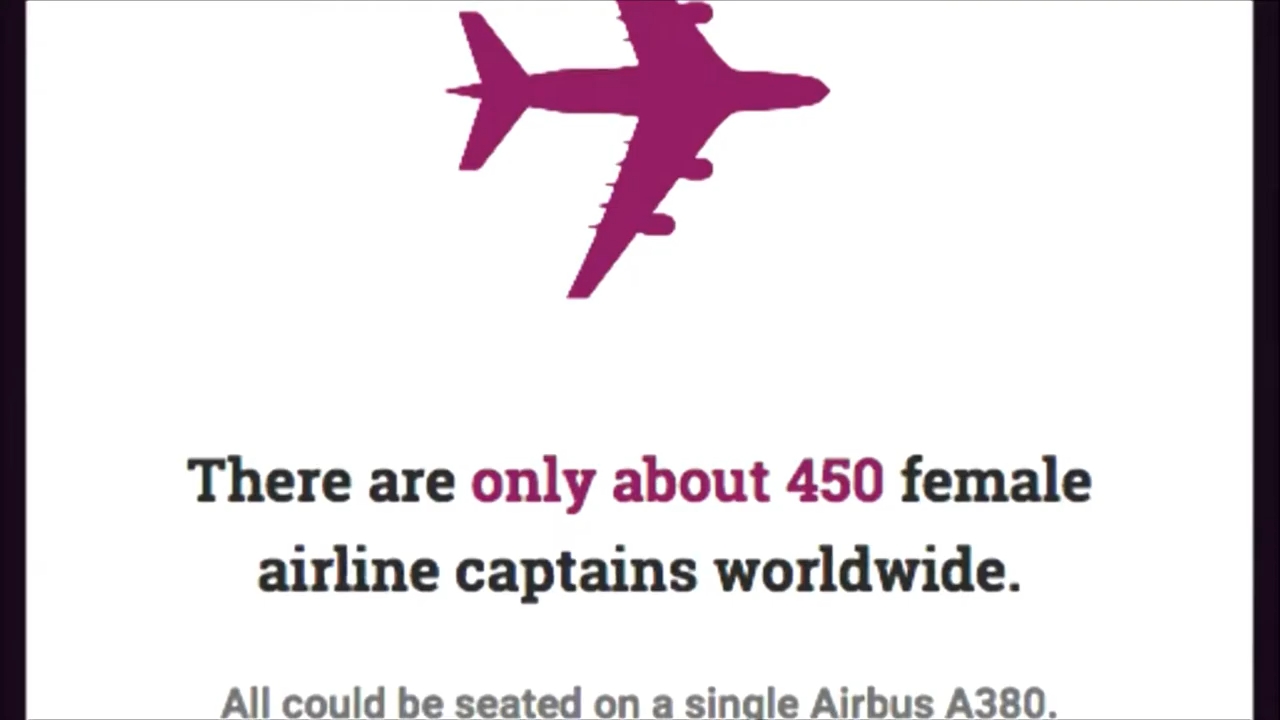 There are only about 450 female
airline captains worldwide.
All could be seated on a single Airbus A380.